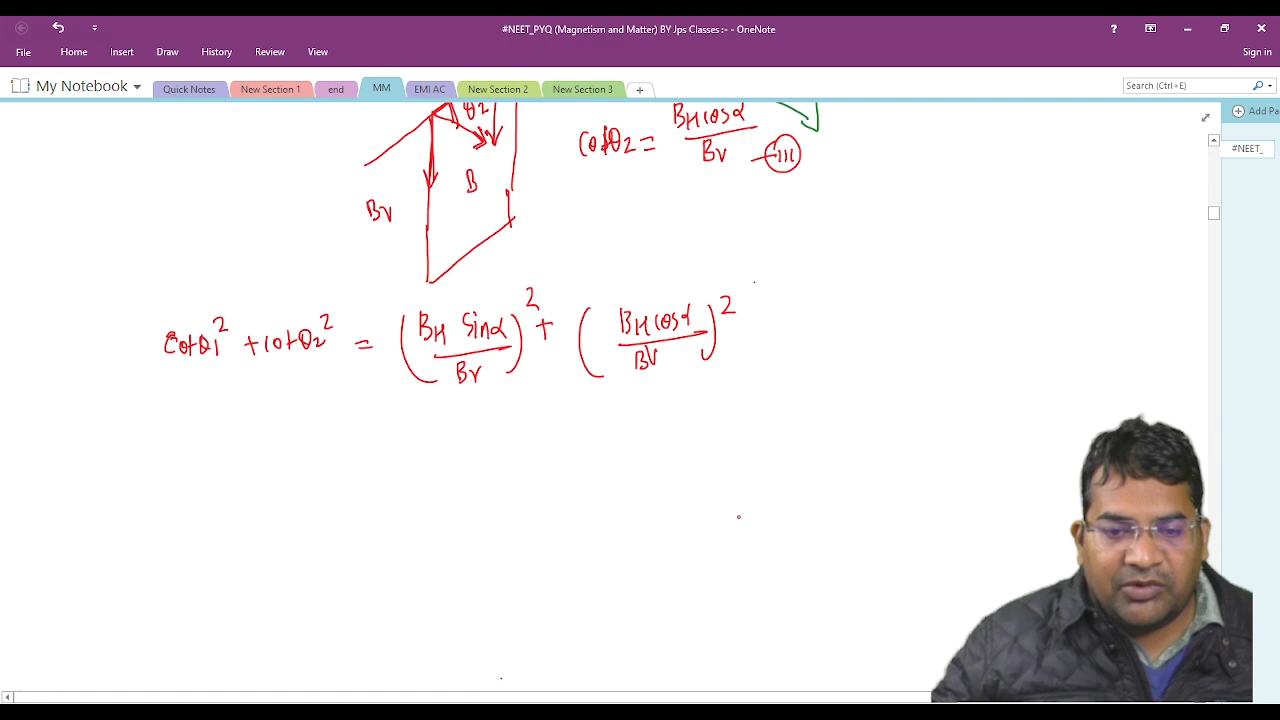 #NEET_PYQ (Magnetism and Matter) BY Jps Classes :- - OneNote
?
File Home Insert Draw History Review View Sign in
My Notebook Quick Notes New Section 1 end MM EMI AC New Section 2 New Section 3 + Search (Ctrl+E)
Add Pa
#NEET_
θ2
BV
B
cotθ2 = BH cosα / BV — III
cotθ1² + cotθ2² = (BH sinα / BV)² + (BH cosα / BV)²